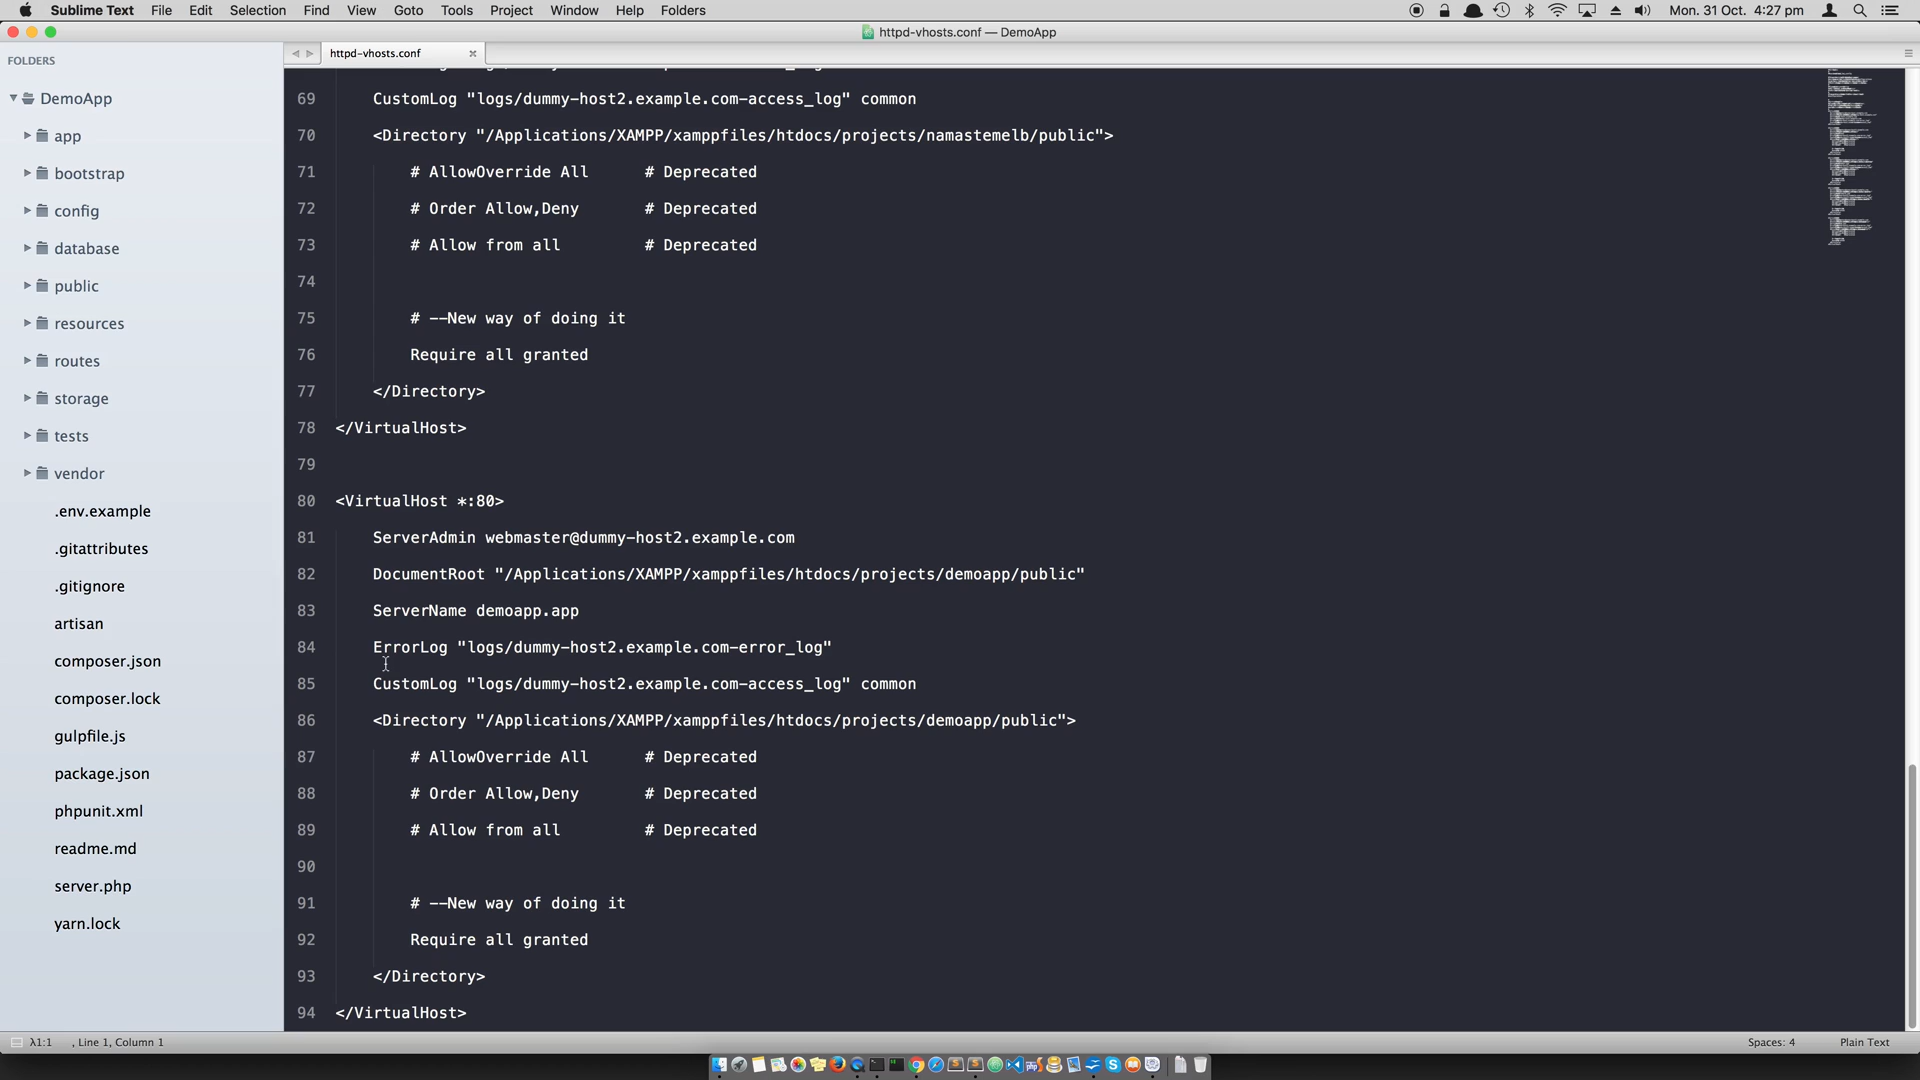 Sublime Text File Edit Selection Find View Goto Tools Project Window Help Folders Mon. 31 Oct. 4:27 pm
httpd-vhosts.conf — DemoApp
FOLDERS
DemoApp
app
bootstrap
config
database
public
resources
routes
storage
tests
vendor
.env.example
.gitattributes
.gitignore
artisan
composer.json
composer.lock
gulpfile.js
package.json
phpunit.xml
readme.md
server.php
yarn.lock
httpd-vhosts.conf
69 CustomLog "logs/dummy-host2.example.com-access_log" common
70 <Directory "/Applications/XAMPP/xamppfiles/htdocs/projects/namastemelb/public">
71 # AllowOverride All # Deprecated
72 # Order Allow,Deny # Deprecated
73 # Allow from all # Deprecated
74
75 # --New way of doing it
76 Require all granted
77 </Directory>
78 </VirtualHost>
79
80 <VirtualHost *:80>
81 ServerAdmin webmaster@dummy-host2.example.com
82 DocumentRoot "/Applications/XAMPP/xamppfiles/htdocs/projects/demoapp/public"
83 ServerName demoapp.app
84 ErrorLog "logs/dummy-host2.example.com-error_log"
85 CustomLog "logs/dummy-host2.example.com-access_log" common
86 <Directory "/Applications/XAMPP/xamppfiles/htdocs/projects/demoapp/public">
87 # AllowOverride All # Deprecated
88 # Order Allow,Deny # Deprecated
89 # Allow from all # Deprecated
90
91 # --New way of doing it
92 Require all granted
93 </Directory>
94 </VirtualHost>
λ1:1 , Line 1, Column 1 Spaces: 4 Plain Text